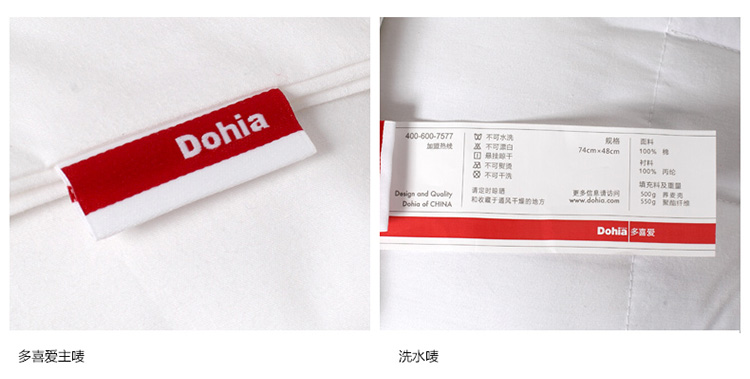 Dohia
400-600-7577
加盟热线
Design and Quality
Dohia of CHINA
不可水洗
不可漂白
悬挂晾干
不可熨烫
不可干洗
请定时晾晒
和收藏于通风干燥的地方
规格
74cm×48cm
更多信息请访问
www.dohia.com
面料
100% 棉
衬料
100% 丙纶
填充料及重量
500g 荞麦壳
550g 聚酯纤维
Dohia 多喜爱
多喜爱主唛
洗水唛